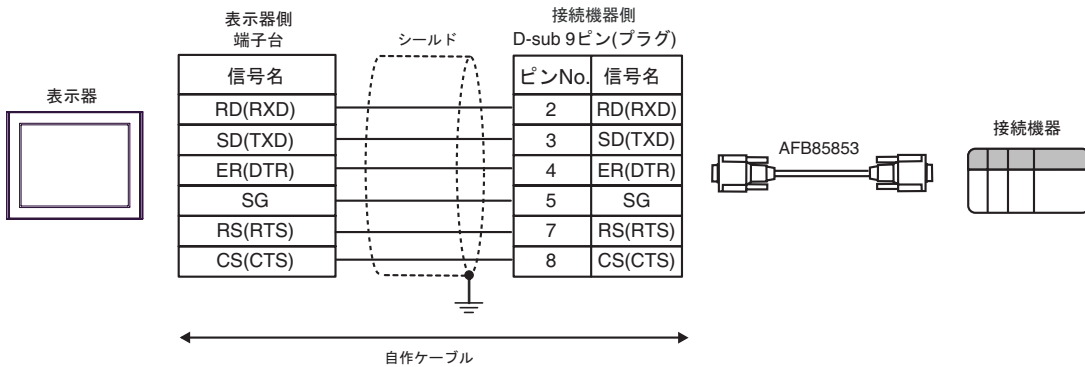 表示器
表示器側
端子台
シールド
接続機器側
D-sub 9ピン(プラグ)
信号名
ピンNo. 信号名
RD(RXD) 2 RD(RXD)
SD(TXD) 3 SD(TXD)
ER(DTR) 4 ER(DTR)
SG 5 SG
RS(RTS) 7 RS(RTS)
CS(CTS) 8 CS(CTS)
自作ケーブル
AFB85853
接続機器